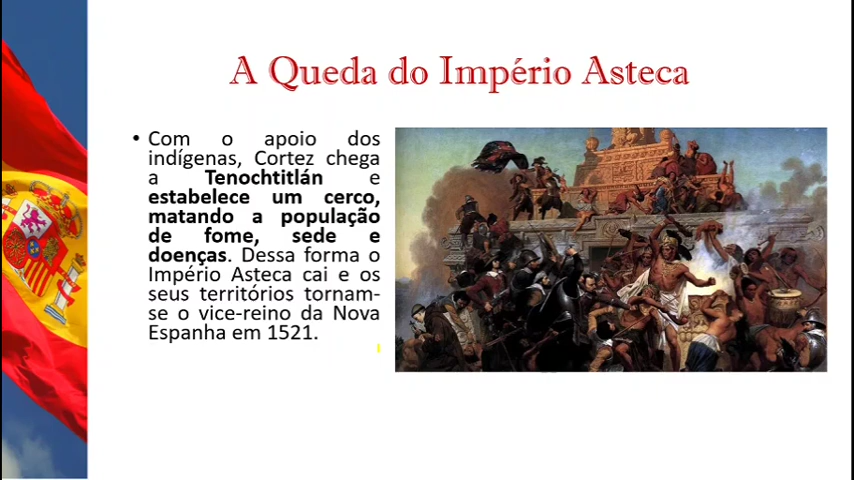 A Queda do Império Asteca
• Com o apoio dos
indígenas, Cortez chega
a Tenochtitlán e
estabelece um cerco,
matando a população
de fome, sede e
doenças. Dessa forma o
Império Asteca cai e os
seus territórios tornam-
se o vice-reino da Nova
Espanha em 1521.